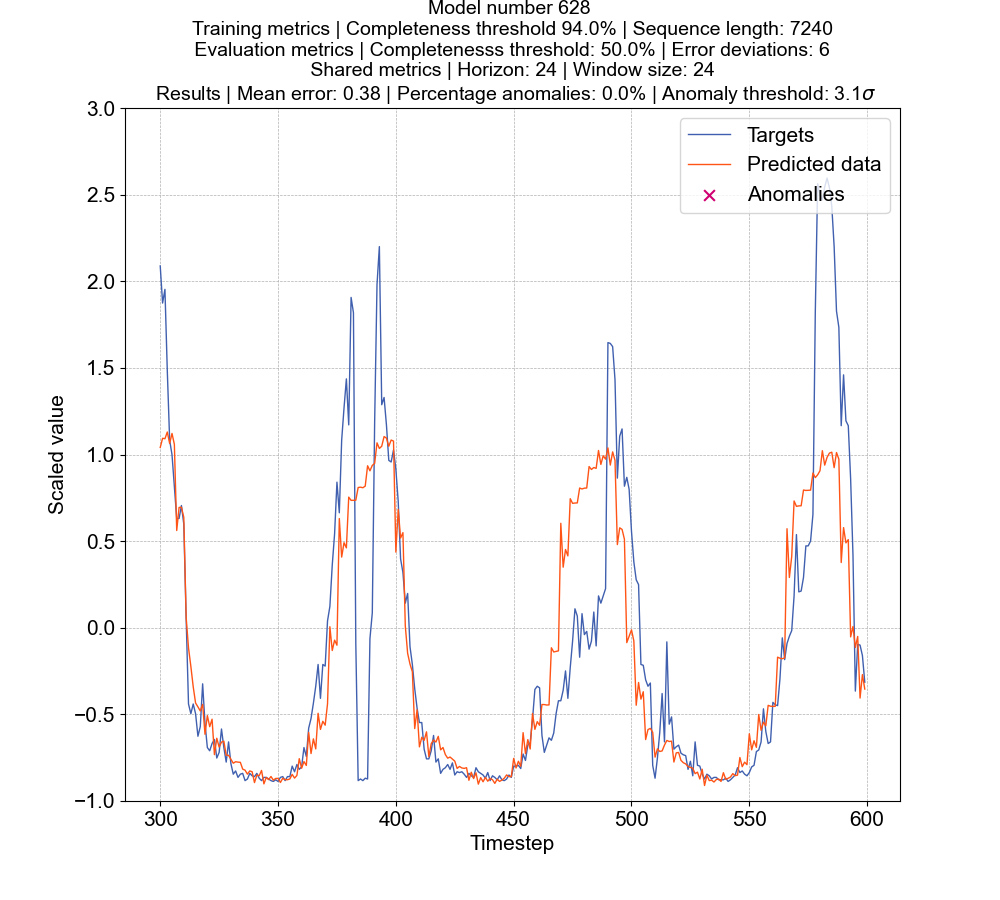 Model number 628
Training metrics | Completeness threshold 94.0% | Sequence length: 7240
Evaluation metrics | Completenesss threshold: 50.0% | Error deviations: 6
Shared metrics | Horizon: 24 | Window size: 24
Results | Mean error: 0.38 | Percentage anomalies: 0.0% | Anomaly threshold: 3.1σ
Targets
Predicted data
Anomalies
3.0
2.5
2.0
1.5
1.0
0.5
0.0
−0.5
−1.0
Scaled value
300 350 400 450 500 550 600
Timestep